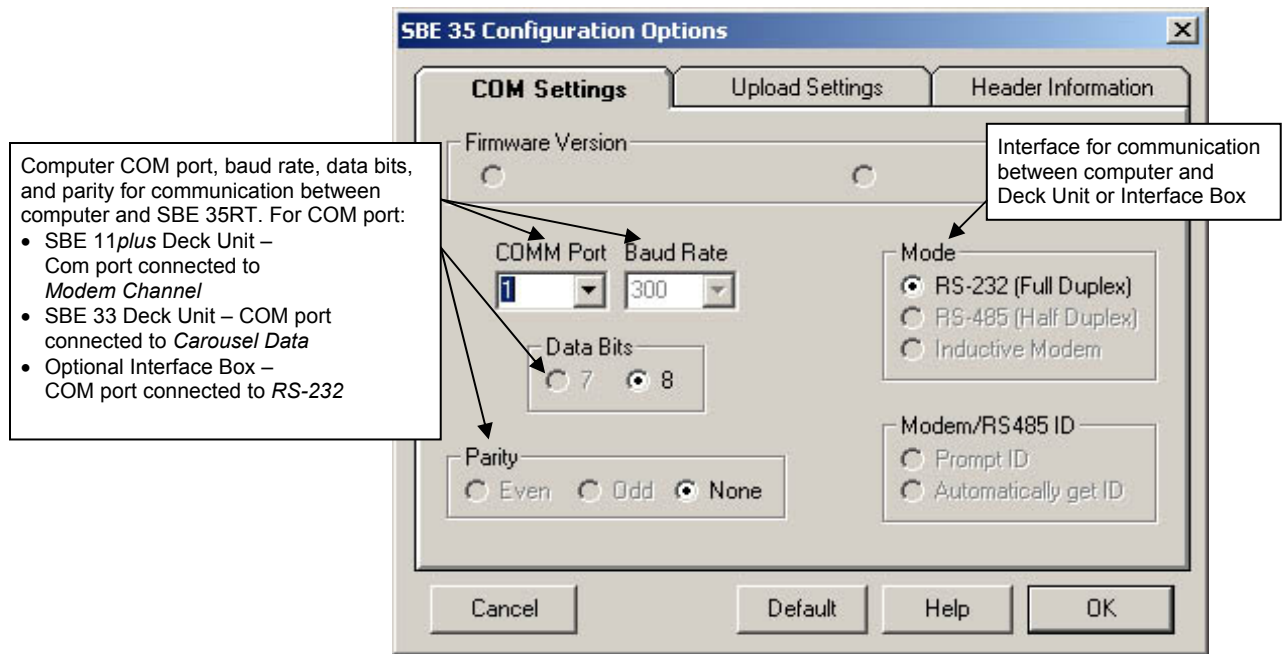 SBE 35 Configuration Options
COM Settings
Upload Settings
Header Information
Firmware Version
Computer COM port, baud rate, data bits,
and parity for communication between
computer and SBE 35RT. For COM port:
• SBE 11plus Deck Unit –
Com port connected to
Modem Channel
• SBE 33 Deck Unit – COM port
connected to Carousel Data
• Optional Interface Box –
COM port connected to RS-232
Interface for communication
between computer and
Deck Unit or Interface Box
COMM Port Baud Rate
1 300
Data Bits
7 8
Parity
Even Odd None
Mode
RS-232 (Full Duplex)
RS-485 (Half Duplex)
Inductive Modem
Modem/RS485 ID
Prompt ID
Automatically get ID
Cancel Default Help OK